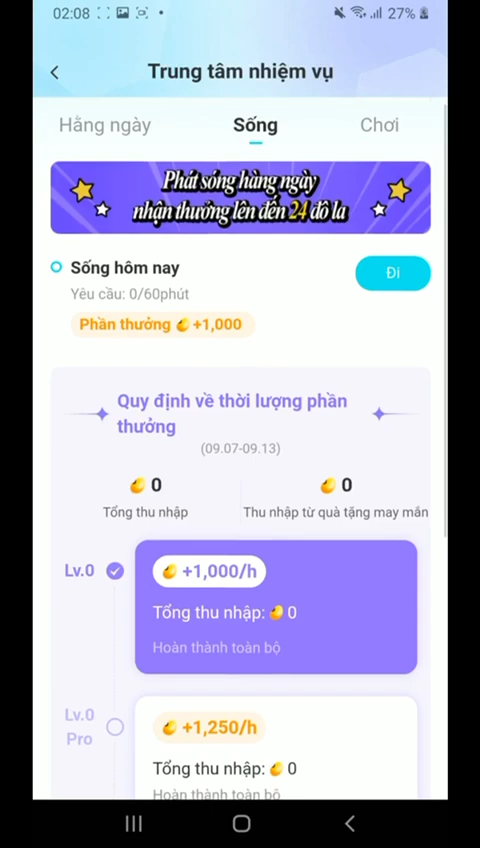 02:08
27%
Trung tâm nhiệm vụ
Hằng ngày Sống Chơi
Phát sóng hàng ngày
nhận thưởng lên đến 24 đô la
Sống hôm nay
Đi
Yêu cầu: 0/60phút
Phần thưởng +1,000
Quy định về thời lượng phần
thưởng
(09.07-09.13)
0 0
Tổng thu nhập Thu nhập từ quà tặng may mắn
Lv.0
+1,000/h
Tổng thu nhập: 0
Hoàn thành toàn bộ
Lv.0
Pro
+1,250/h
Tổng thu nhập: 0
Hoàn thành toàn bộ